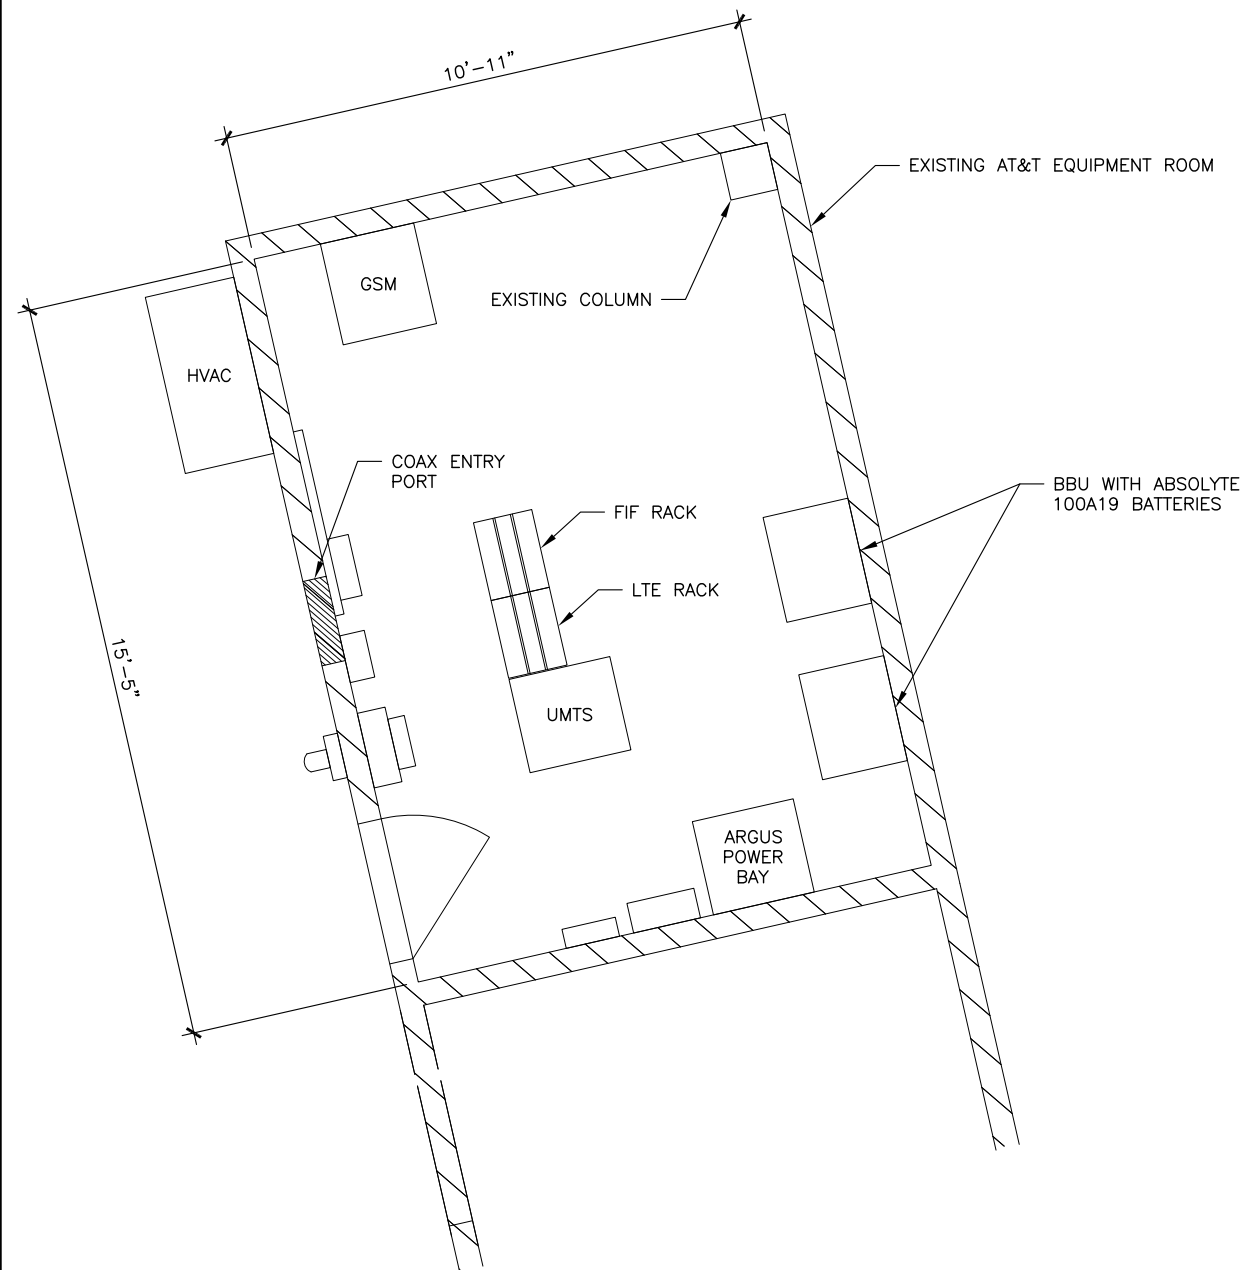 10'-11"
EXISTING AT&T EQUIPMENT ROOM
GSM
EXISTING COLUMN
HVAC
COAX ENTRY
PORT
BBU WITH ABSOLYTE
100A19 BATTERIES
FIF RACK
LTE RACK
15'-5"
UMTS
ARGUS
POWER
BAY